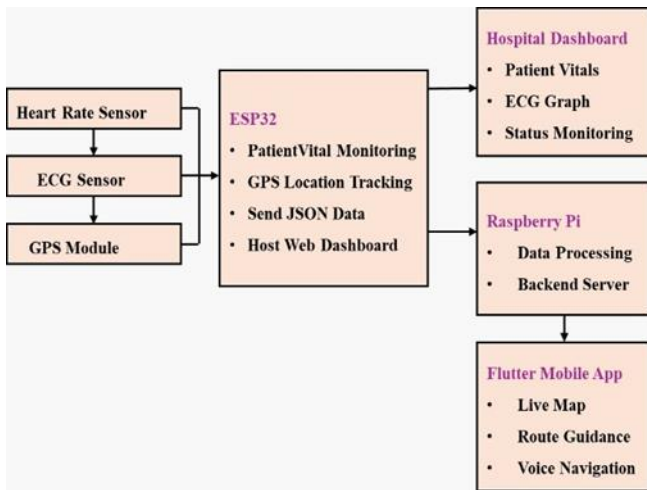 Heart Rate Sensor
ECG Sensor
GPS Module
ESP32
• PatientVital Monitoring
• GPS Location Tracking
• Send JSON Data
• Host Web Dashboard
Hospital Dashboard
• Patient Vitals
• ECG Graph
• Status Monitoring
Raspberry Pi
• Data Processing
• Backend Server
Flutter Mobile App
• Live Map
• Route Guidance
• Voice Navigation